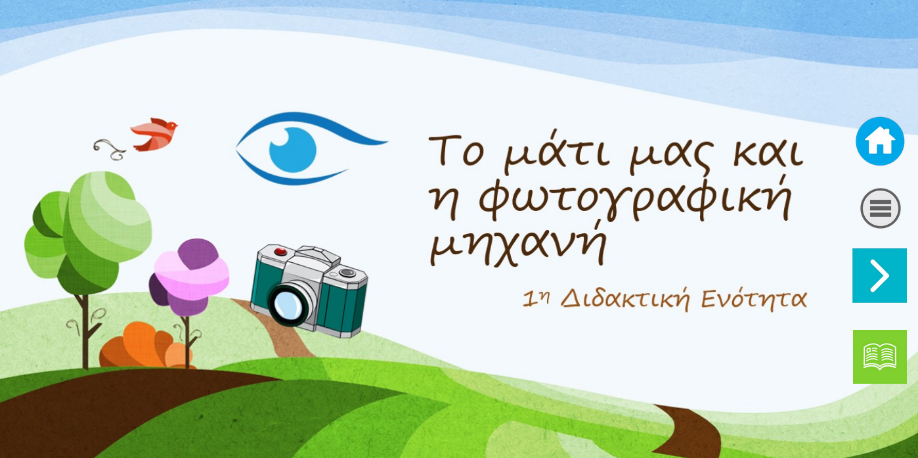 Το μάτι μας και
η φωτογραφική
μηχανή
1η Διδακτική Ενότητα